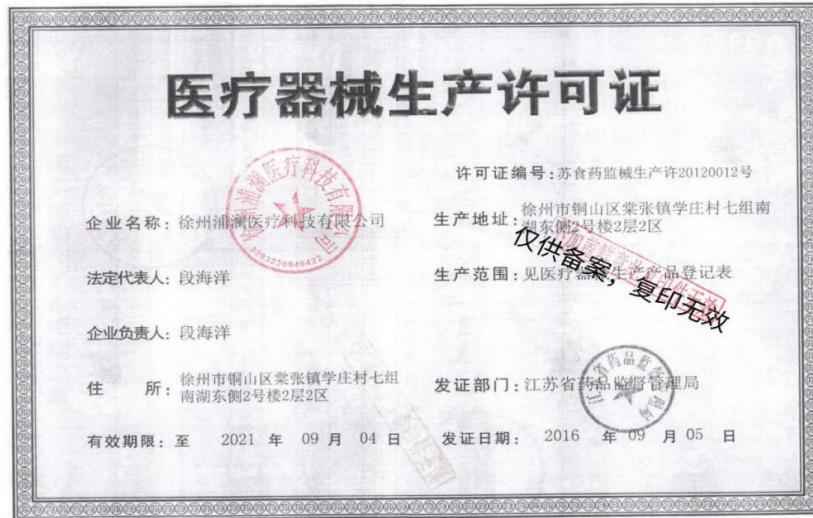 医疗器械生产许可证
许可证编号:苏食药监械生产许20120012号
企业名称:徐州浦澜医疗科技有限公司
生产地址:徐州市铜山区棠张镇学庄村七组南
湖东侧2号楼2层2区
法定代表人:段海洋
生产范围:见医疗器械生产产品登记表
仅供备案,复印无效
企业负责人:段海洋
住 所:徐州市铜山区棠张镇学庄村七组
南湖东侧2号楼2层2区
发证部门:江苏省药品监督管理局
有效期限:至 2021 年 09 月 04 日
发证日期: 2016 年 09 月 05 日